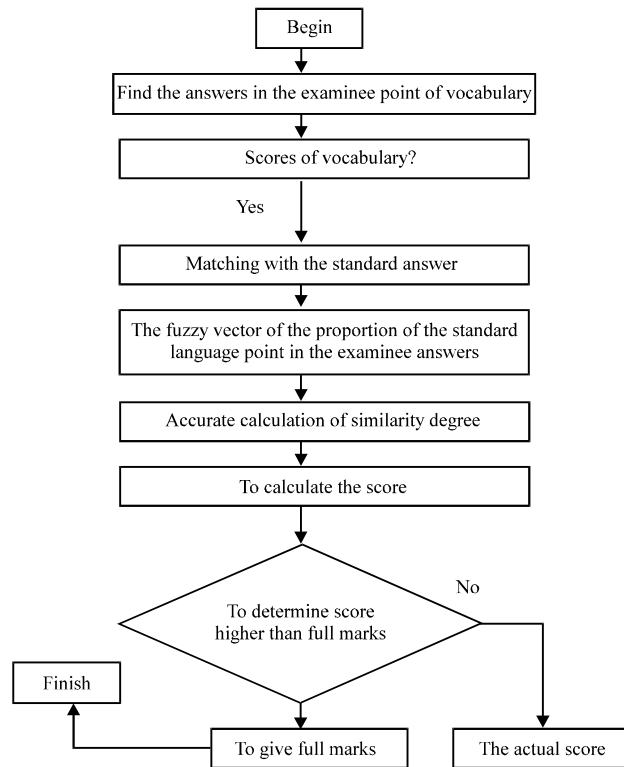 Begin
Find the answers in the examinee point of vocabulary
Scores of vocabulary?
Yes
Matching with the standard answer
The fuzzy vector of the proportion of the standard
language point in the examinee answers
Accurate calculation of similarity degree
To calculate the score
No
To determine score
higher than full marks
Finish
To give full marks
The actual score